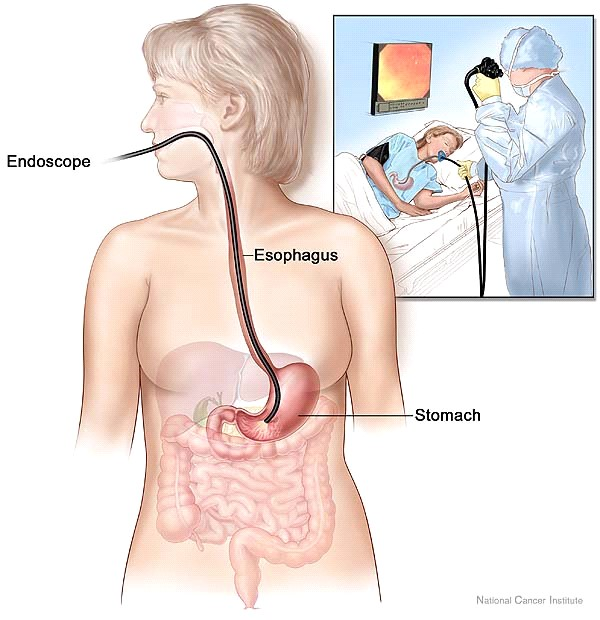 Endoscope
Esophagus
Stomach
National Cancer Institute